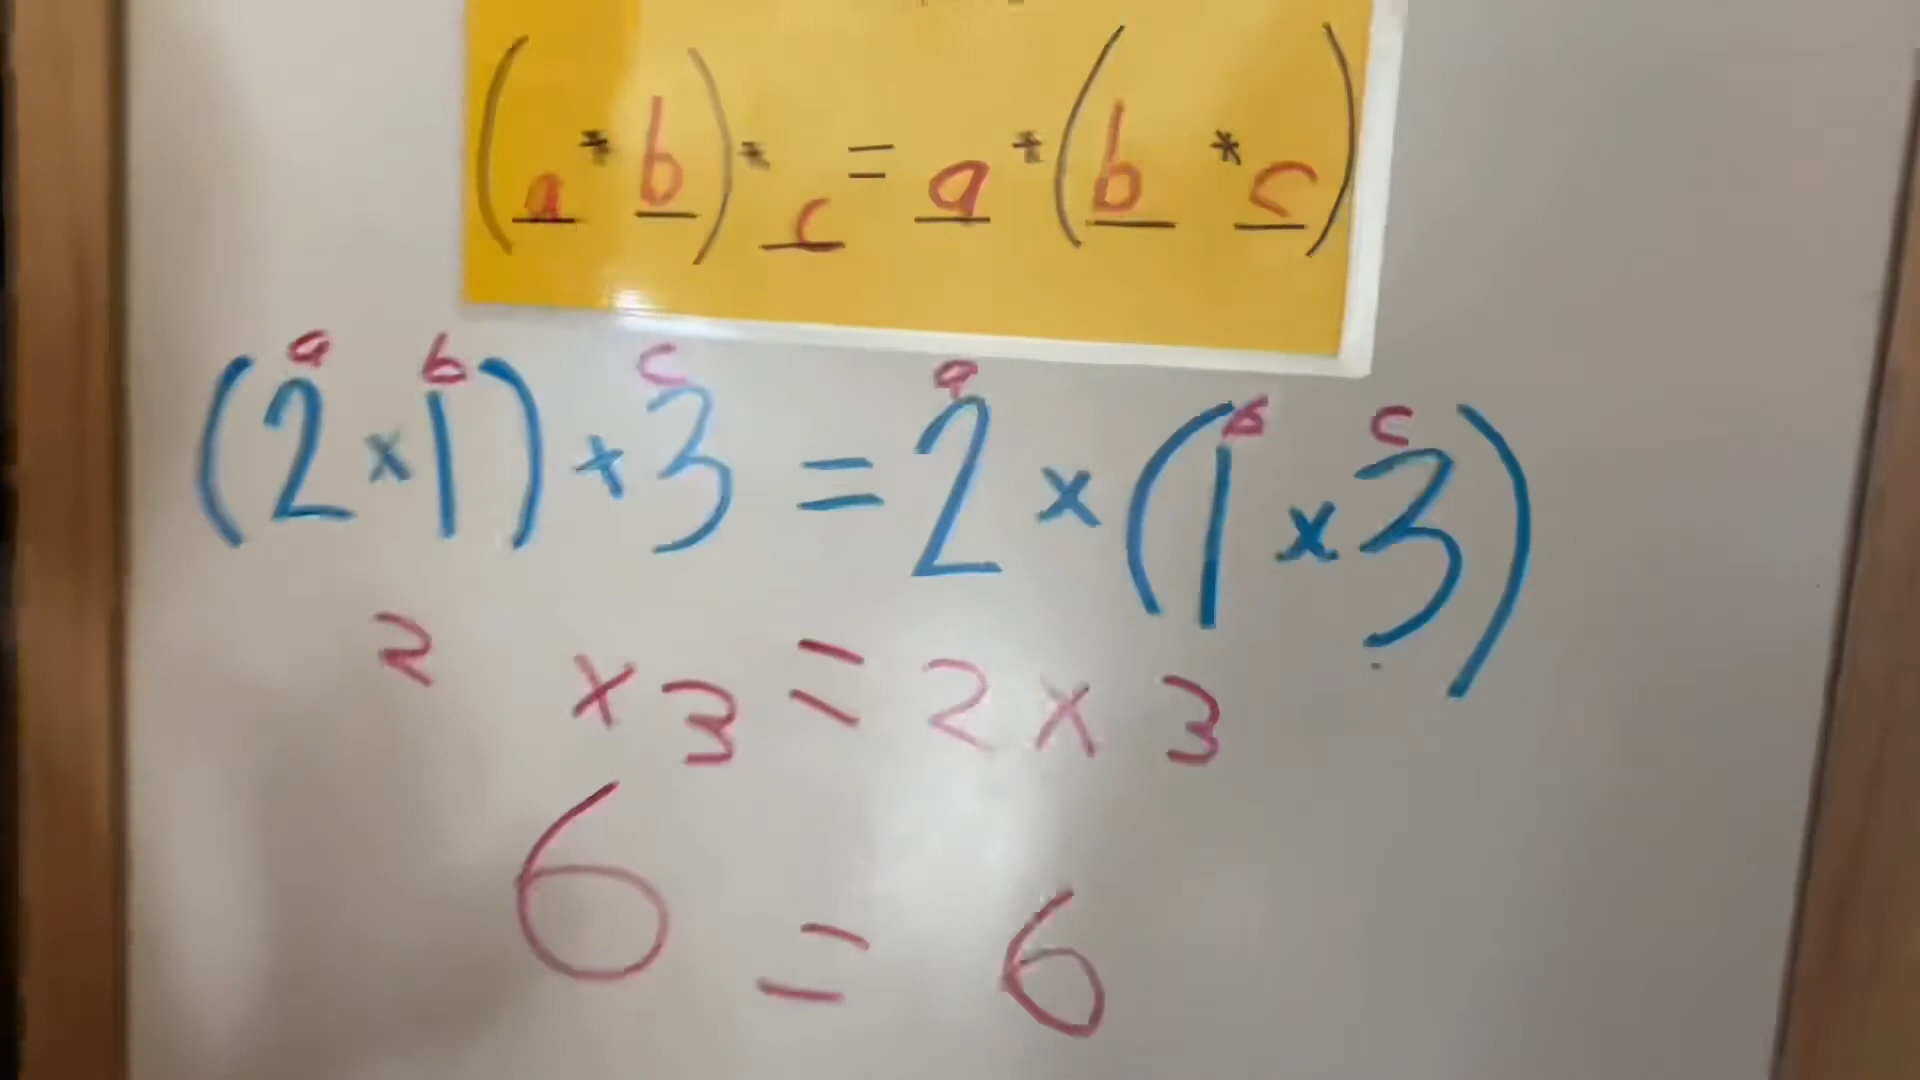 (a * b) * c = a * (b * c)
a b c a b c
(2 × 1) + 3 = 2 × (1 × 3)
2 × 3 = 2 × 3
6 = 6